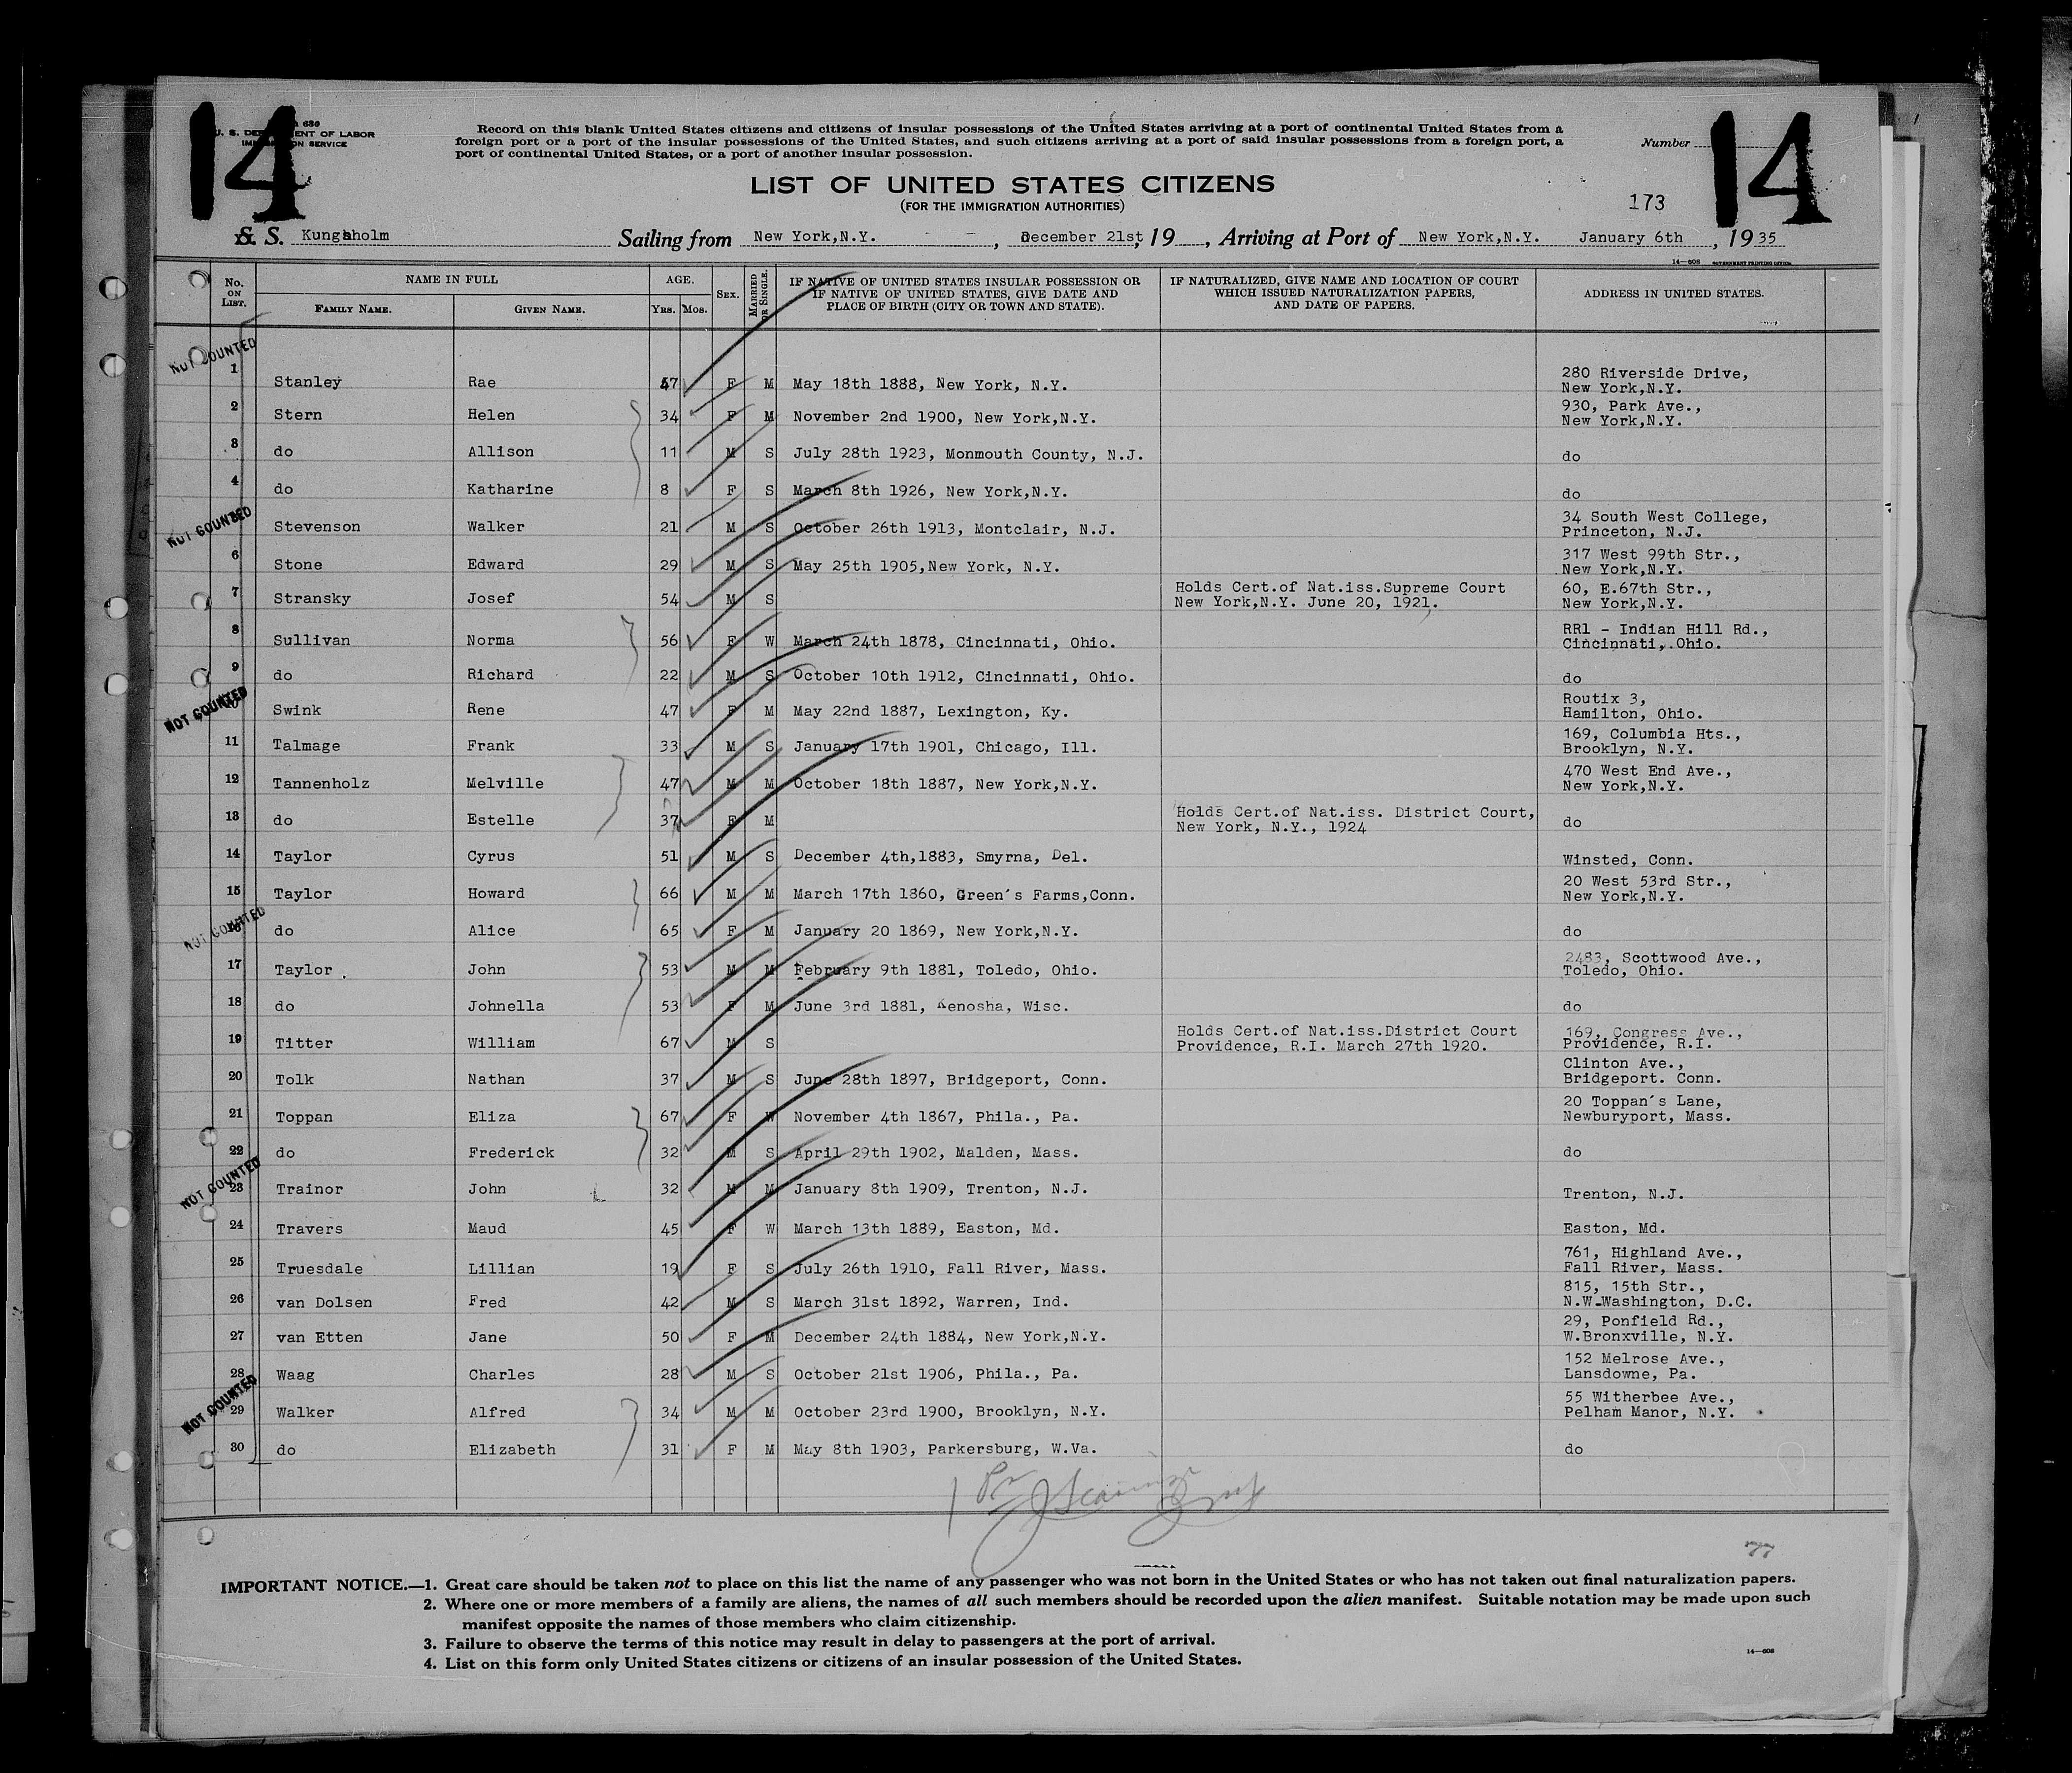 14
680
U. S. DEPARTMENT OF LABOR
IMMIGRATION SERVICE
Record on this blank United States citizens and citizens of insular possessions of the United States arriving at a port of continental United States from a
foreign port or a port of the insular possessions of the United States, and such citizens arriving at a port of said insular possessions from a foreign port, a
port of continental United States, or a port of another insular possession.
Number
14
LIST OF UNITED STATES CITIZENS
(FOR THE IMMIGRATION AUTHORITIES)
173
S. S. Kungsholm Sailing from New York,N.Y. , December 21st, 19 , Arriving at Port of New York,N.Y. January 6th , 19 35
14—608 GOVERNMENT PRINTING OFFICE
No. ON LIST. NAME IN FULL FAMILY NAME. GIVEN NAME. AGE. YRS. MOS. SEX. MARRIED OR SINGLE. IF NATIVE OF UNITED STATES INSULAR POSSESSION OR IF NATIVE OF UNITED STATES, GIVE DATE AND PLACE OF BIRTH (CITY OR TOWN AND STATE). IF NATURALIZED, GIVE NAME AND LOCATION OF COURT WHICH ISSUED NATURALIZATION PAPERS, AND DATE OF PAPERS. ADDRESS IN UNITED STATES.
NOT COUNTED
1 Stanley Rae 47 F M May 18th 1888, New York, N.Y. 280 Riverside Drive, New York,N.Y.
2 Stern Helen 34 F M November 2nd 1900, New York,N.Y. 930, Park Ave., New York,N.Y.
3 do Allison 11 M S July 28th 1923, Monmouth County, N.J. do
4 do Katharine 8 F S March 8th 1926, New York,N.Y. do
NOT COUNTED
Stevenson Walker 21 M S October 26th 1913, Montclair, N.J. 34 South West College, Princeton, N.J.
6 Stone Edward 29 M S May 25th 1905,New York, N.Y. 317 West 99th Str., New York,N.Y.
7 Stransky Josef 54 M S Holds Cert.of Nat.iss.Supreme Court New York,N.Y. June 20, 1921. 60, E.67th Str., New York,N.Y.
8 Sullivan Norma 56 F W March 24th 1878, Cincinnati, Ohio. RR1 - Indian Hill Rd., Cincinnati,.Ohio.
9 do Richard 22 M S October 10th 1912, Cincinnati, Ohio. do
NOT COUNTED
10 Swink Rene 47 F M May 22nd 1887, Lexington, Ky. Routix 3, Hamilton, Ohio.
11 Talmage Frank 33 M S January 17th 1901, Chicago, Ill. 169, Columbia Hts., Brooklyn, N.Y.
12 Tannenholz Melville 47 M M October 18th 1887, New York,N.Y. 470 West End Ave., New York,N.Y.
13 do Estelle 37 F M Holds Cert.of Nat.iss. District Court, New York, N.Y., 1924 do
14 Taylor Cyrus 51 M S December 4th,1883, Smyrna, Del. Winsted, Conn.
15 Taylor Howard 66 M M March 17th 1860, Green's Farms,Conn. 20 West 53rd Str., New York,N.Y.
NOT COUNTED
do Alice 65 F M January 20 1869, New York,N.Y. do
17 Taylor John 53 M M February 9th 1881, Toledo, Ohio. 2483, Scottwood Ave., Toledo, Ohio.
18 do Johnella 53 F M June 3rd 1881, Kenosha, Wisc. do
19 Titter William 67 M S Holds Cert.of Nat.iss.District Court Providence, R.I. March 27th 1920. 169, Congress Ave., Providence, R.I.
20 Tolk Nathan 37 M S June 28th 1897, Bridgeport, Conn. Clinton Ave., Bridgeport. Conn.
21 Toppan Eliza 67 F W November 4th 1867, Phila., Pa. 20 Toppan's Lane, Newburyport, Mass.
22 do Frederick 32 M S April 29th 1902, Malden, Mass. do
NOT COUNTED
23 Trainor John 32 M M January 8th 1909, Trenton, N.J. Trenton, N.J.
24 Travers Maud 45 F W March 13th 1889, Easton, Md. Easton, Md.
25 Truesdale Lillian 19 F S July 26th 1910, Fall River, Mass. 761, Highland Ave., Fall River, Mass.
26 van Dolsen Fred 42 M S March 31st 1892, Warren, Ind. 815, 15th Str., N.W.Washington, D.C.
27 van Etten Jane 50 F M December 24th 1884, New York,N.Y. 29, Ponfield Rd., W.Bronxville, N.Y.
28 Waag Charles 28 M S October 21st 1906, Phila., Pa. 152 Melrose Ave., Lansdowne, Pa.
NOT COUNTED
29 Walker Alfred 34 M M October 23rd 1900, Brooklyn, N.Y. 55 Witherbee Ave., Pelham Manor, N.Y.
30 do Elizabeth 31 F M May 8th 1903, Parkersburg, W.Va. do
77
IMPORTANT NOTICE.—1. Great care should be taken not to place on this list the name of any passenger who was not born in the United States or who has not taken out final naturalization papers.
2. Where one or more members of a family are aliens, the names of all such members should be recorded upon the alien manifest. Suitable notation may be made upon such
manifest opposite the names of those members who claim citizenship.
3. Failure to observe the terms of this notice may result in delay to passengers at the port of arrival.
4. List on this form only United States citizens or citizens of an insular possession of the United States.
14—608